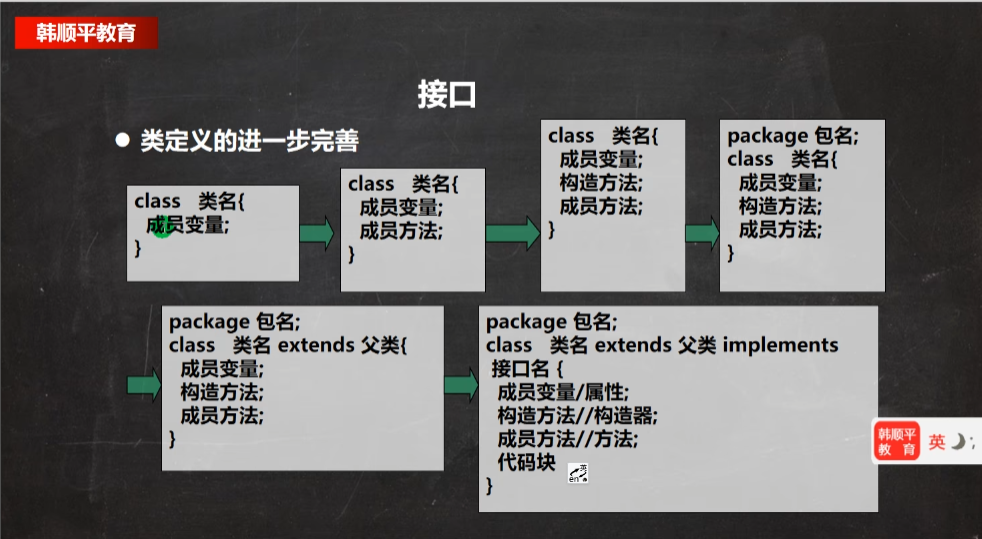 韩顺平教育
接口
● 类定义的进一步完善
class 类名{
成员变量;
}
class 类名{
成员变量;
成员方法;
}
class 类名{
成员变量;
构造方法;
成员方法;
}
package 包名;
class 类名{
成员变量;
构造方法;
成员方法;
}
package 包名;
class 类名 extends 父类{
成员变量;
构造方法;
成员方法;
}
package 包名;
class 类名 extends 父类 implements
接口名 {
成员变量/属性;
构造方法//构造器;
成员方法//方法;
代码块
}
英
en
韩顺平
教 育
英